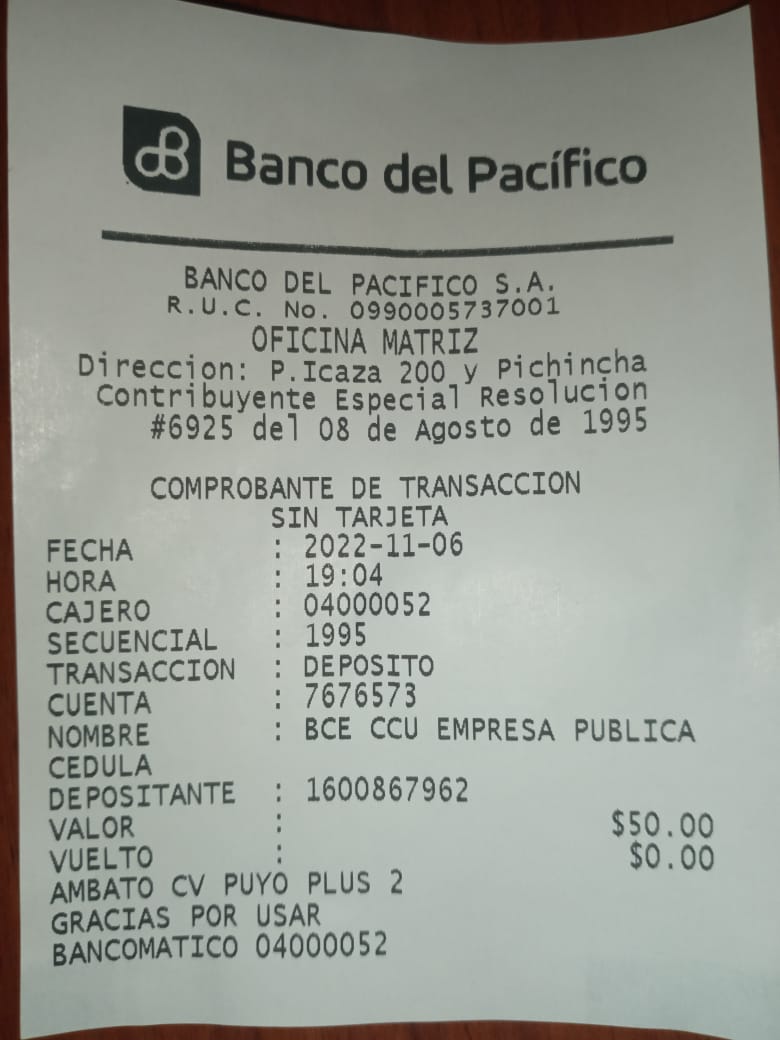 Banco del Pacífico
BANCO DEL PACIFICO S.A.
R.U.C. No. 0990005737001
OFICINA MATRIZ
Direccion: P.Icaza 200 y Pichincha
Contribuyente Especial Resolucion
#6925 del 08 de Agosto de 1995
COMPROBANTE DE TRANSACCION
SIN TARJETA
FECHA : 2022-11-06
HORA : 19:04
CAJERO : 04000052
SECUENCIAL : 1995
TRANSACCION : DEPOSITO
CUENTA : 7676573
NOMBRE : BCE CCU EMPRESA PUBLICA
CEDULA
DEPOSITANTE : 1600867962
VALOR : $50.00
VUELTO : $0.00
AMBATO CV PUYO PLUS 2
GRACIAS POR USAR
BANCOMATICO 04000052